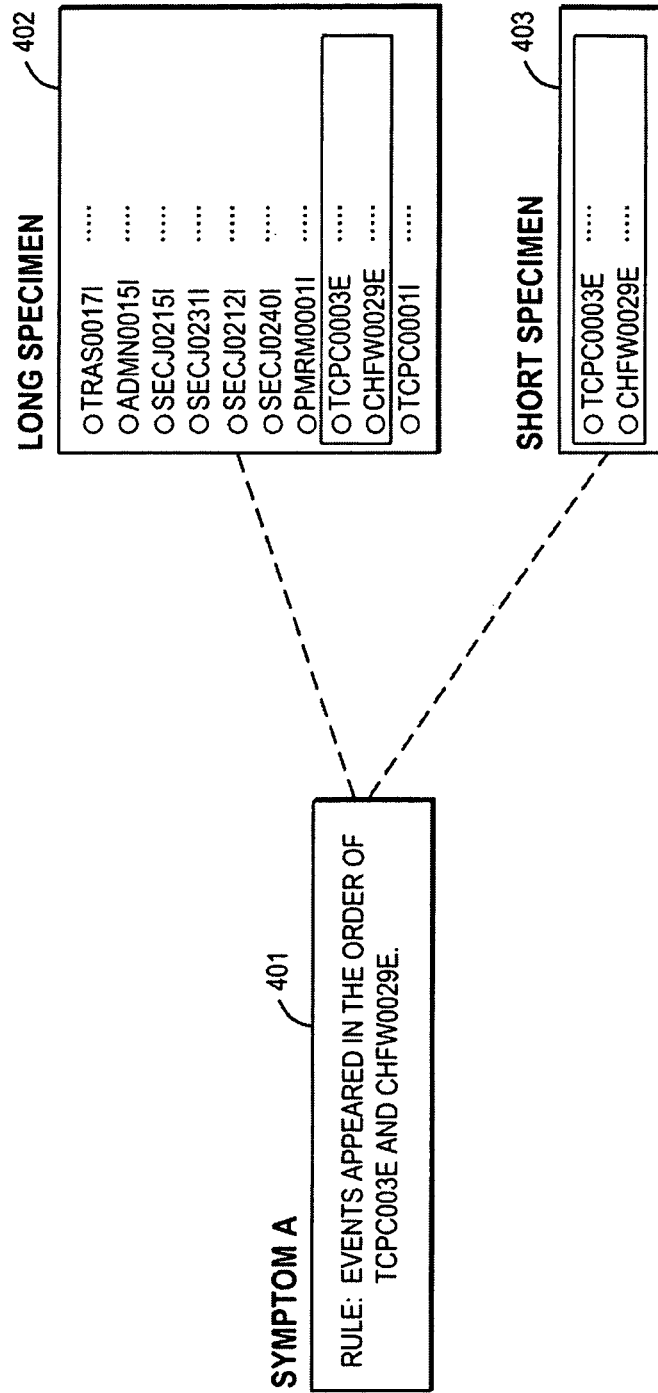 SYMPTOM A
401
RULE: EVENTS APPEARED IN THE ORDER OF
TCPC003E AND CHFW0029E.
LONG SPECIMEN
402
○TRAS0017I .....
○ADMN0015I .....
○SECJ0215I .....
○SECJ0231I .....
○SECJ0212I .....
○SECJ0240I .....
○PMRM0001I .....
○TCPC0003E .....
○CHFW0029E .....
○TCPC0001I .....
SHORT SPECIMEN
403
○TCPC0003E .....
○CHFW0029E .....